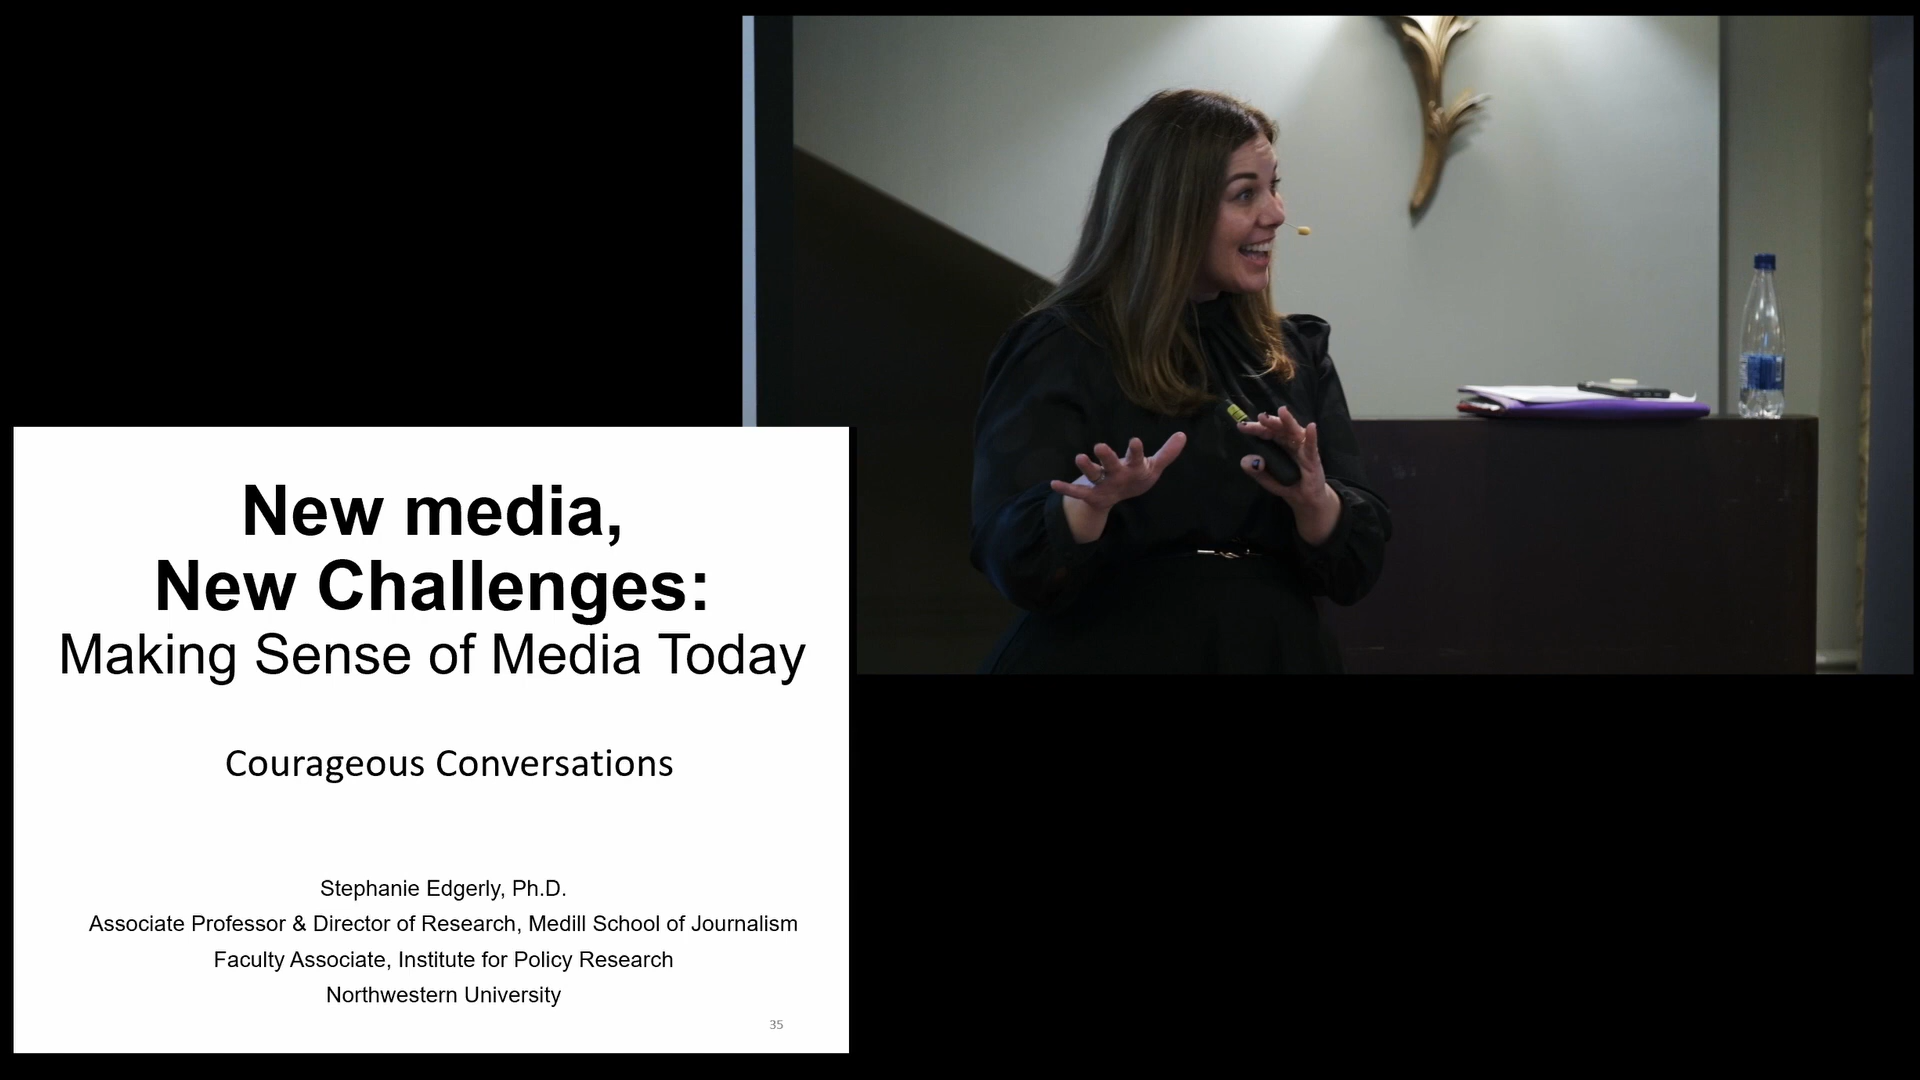 New media,
New Challenges:
Making Sense of Media Today
Courageous Conversations
Stephanie Edgerly, Ph.D.
Associate Professor & Director of Research, Medill School of Journalism
Faculty Associate, Institute for Policy Research
Northwestern University
35